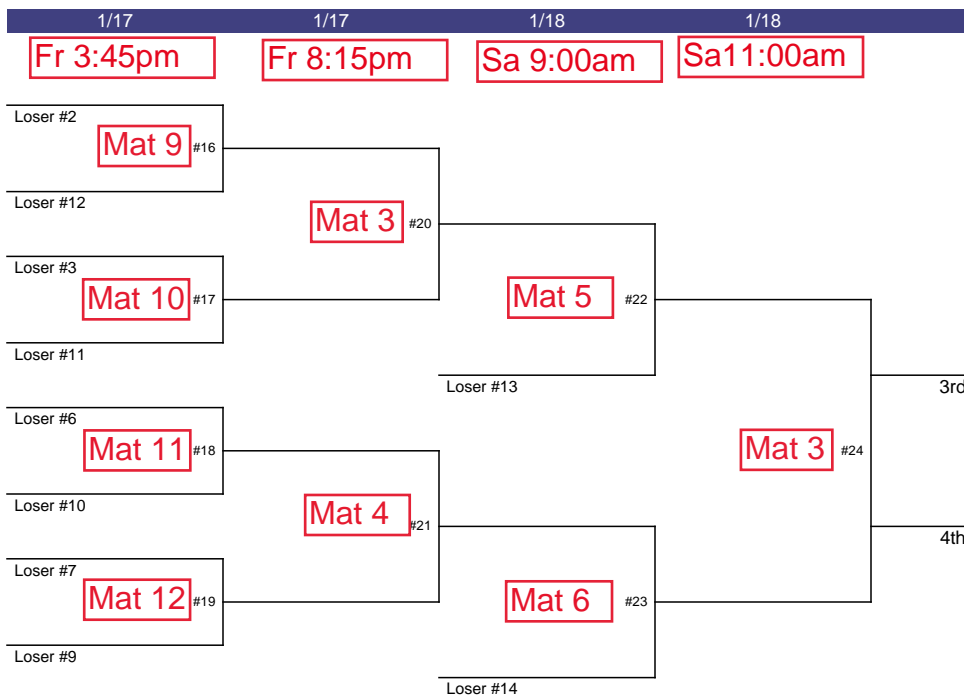 1/17 1/17 1/18 1/18
Fr 3:45pm Fr 8:15pm Sa 9:00am Sa11:00am
Loser #2
Mat 9 #16
Loser #12
Mat 3 #20
Loser #3
Mat 10 #17 Mat 5 #22
Loser #11
Loser #13 3rd
Loser #6
Mat 11 #18 Mat 3 #24
Loser #10
Mat 4 #21
4th
Loser #7
Mat 12 #19 Mat 6 #23
Loser #9
Loser #14